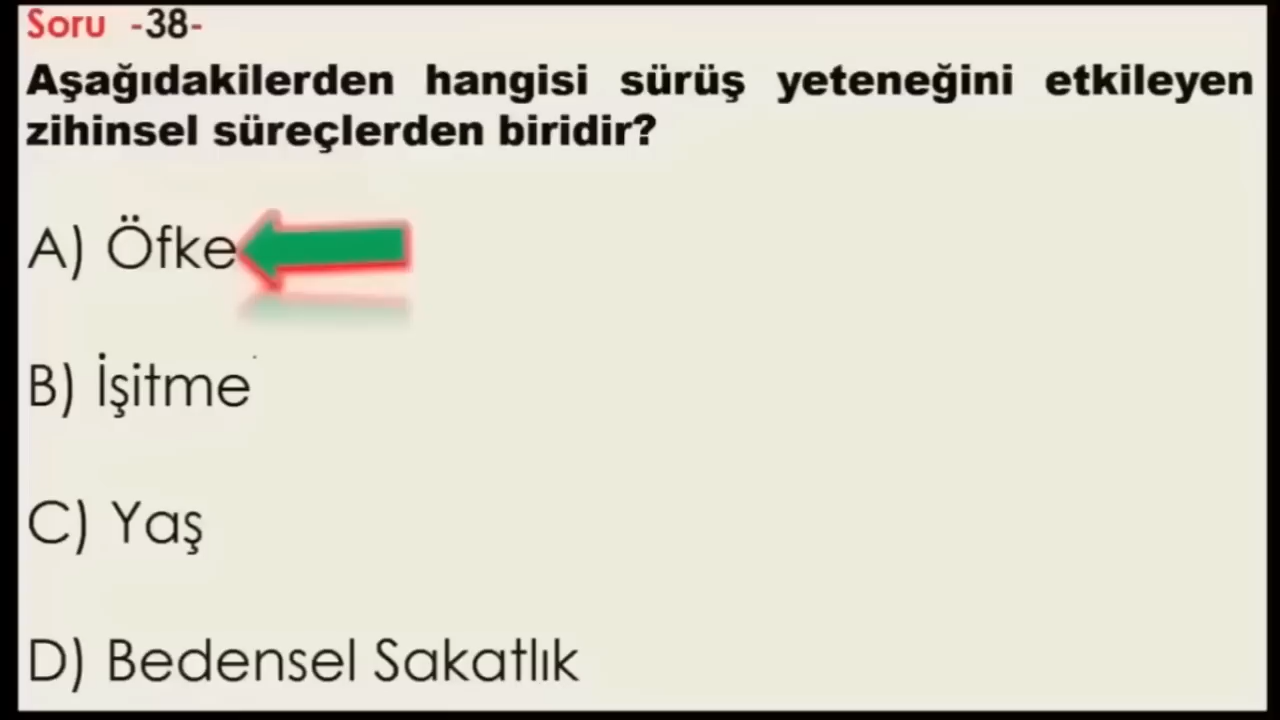 Soru -38-
Aşağıdakilerden hangisi sürüş yeteneğini etkileyen
zihinsel süreçlerden biridir?
A) Öfke
B) İşitme
C) Yaş
D) Bedensel Sakatlık